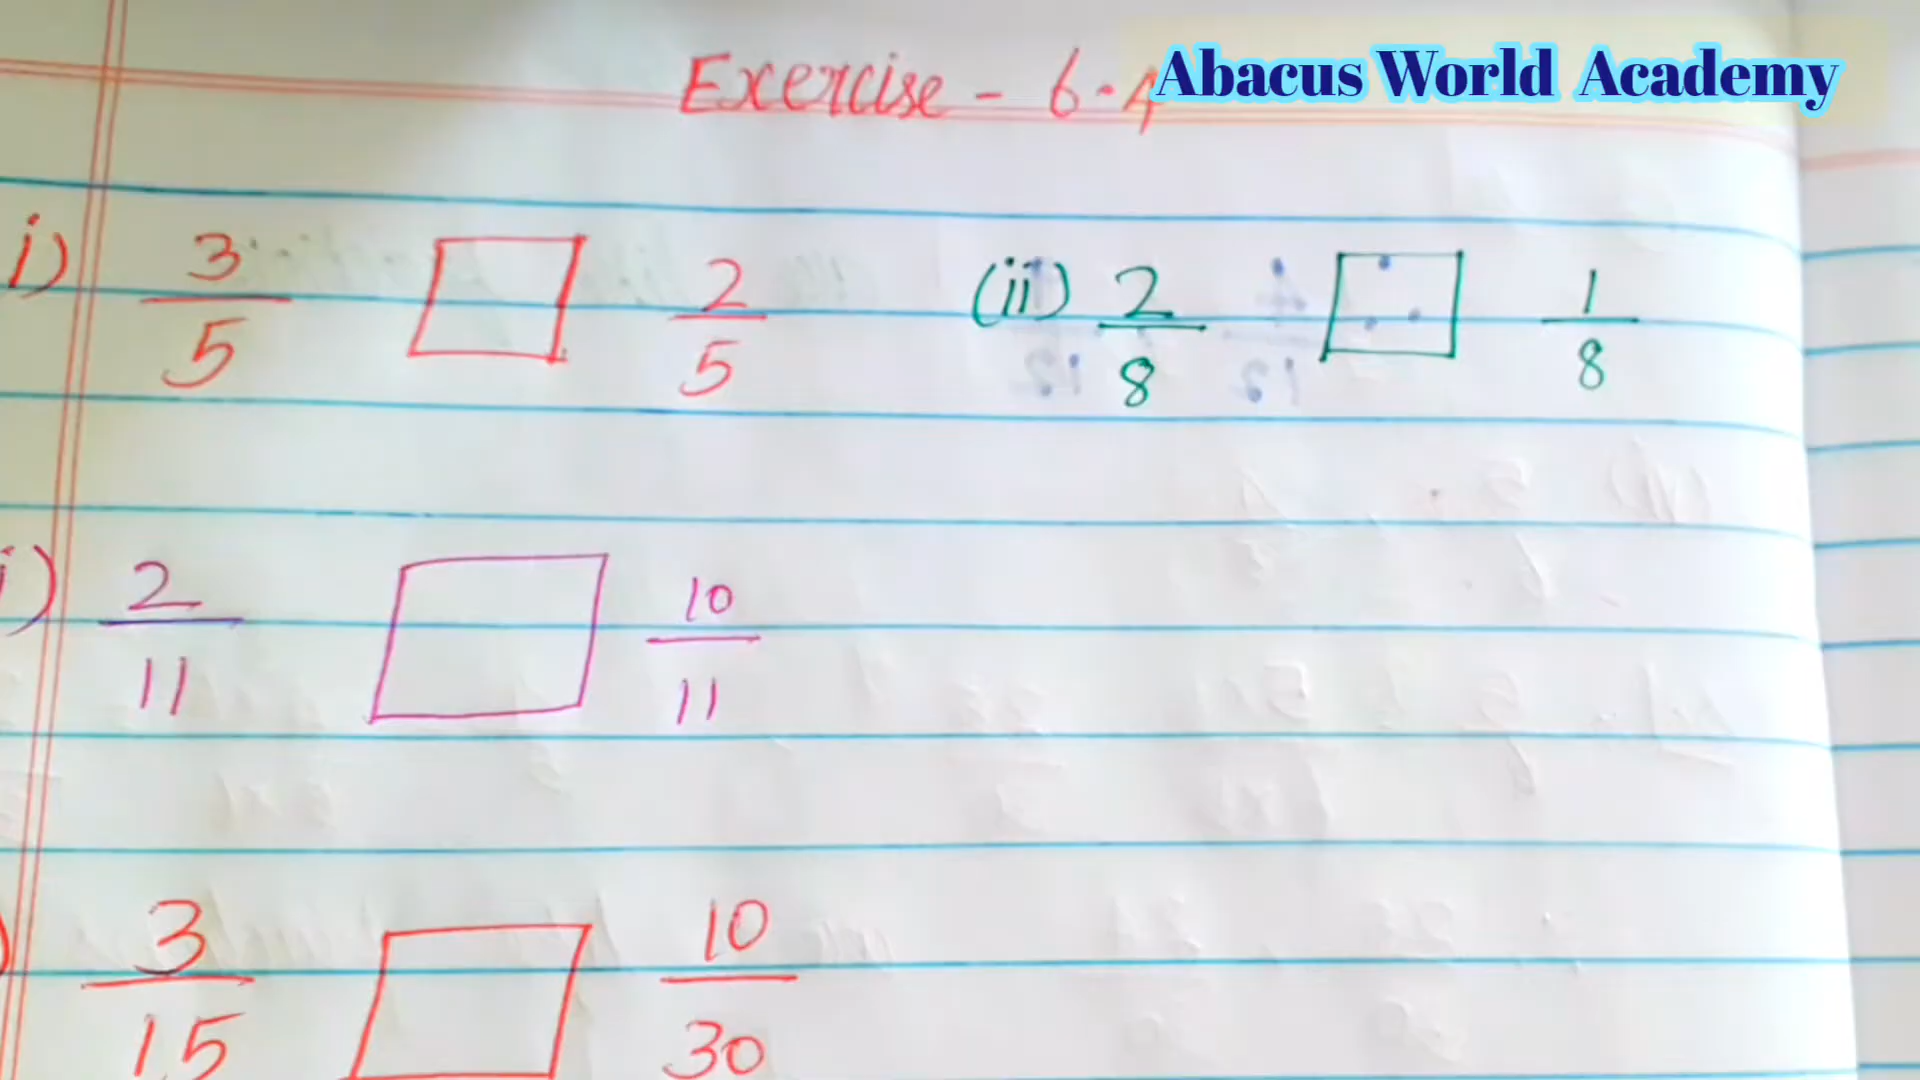 Exercise - 6.4
Abacus World Academy
i) 3/5 □ 2/5 (ii) 2/8 □ 1/8
i) 2/11 □ 10/11
) 3/15 □ 10/30